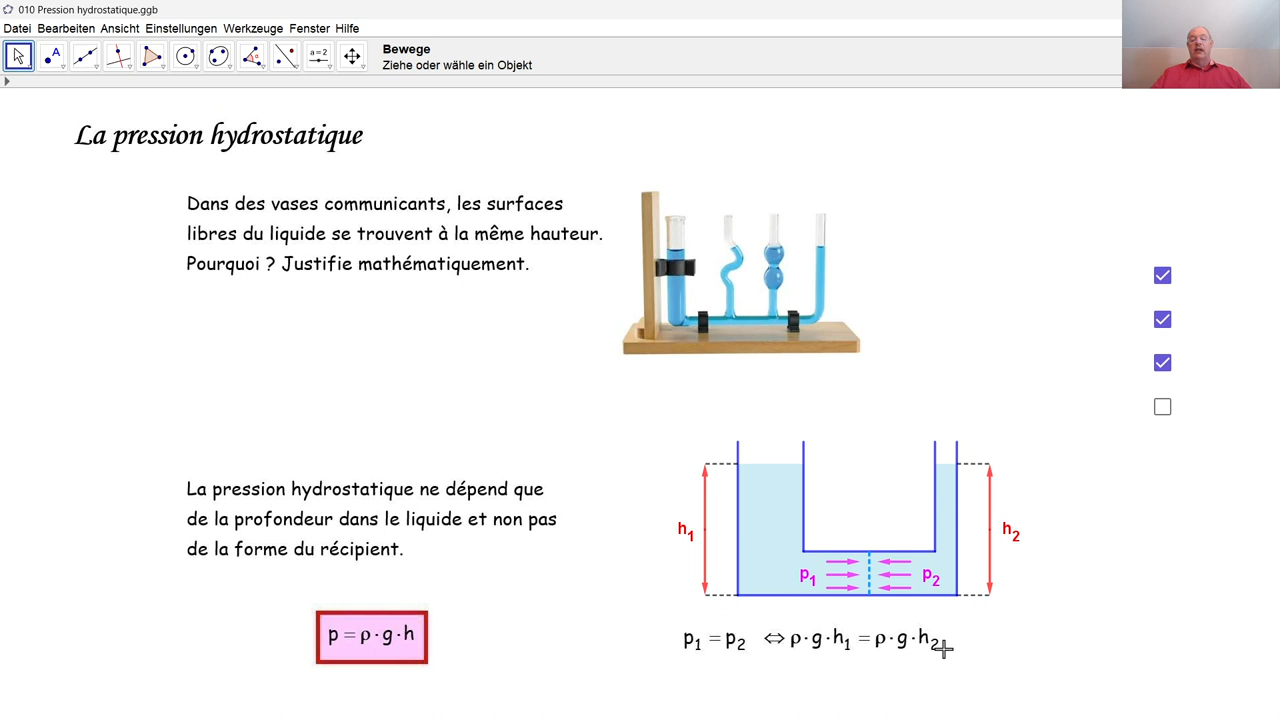 010 Pression hydrostatique.ggb
Datei Bearbeiten Ansicht Einstellungen Werkzeuge Fenster Hilfe
A
a=2
Bewege
Ziehe oder wähle ein Objekt
La pression hydrostatique
Dans des vases communicants, les surfaces
libres du liquide se trouvent à la même hauteur.
Pourquoi ? Justifie mathématiquement.
La pression hydrostatique ne dépend que
de la profondeur dans le liquide et non pas
de la forme du récipient.
p = ρ · g · h
h₁
h₂
p₁
p₂
p₁ = p₂ ⇔ ρ · g · h₁ = ρ · g · h₂